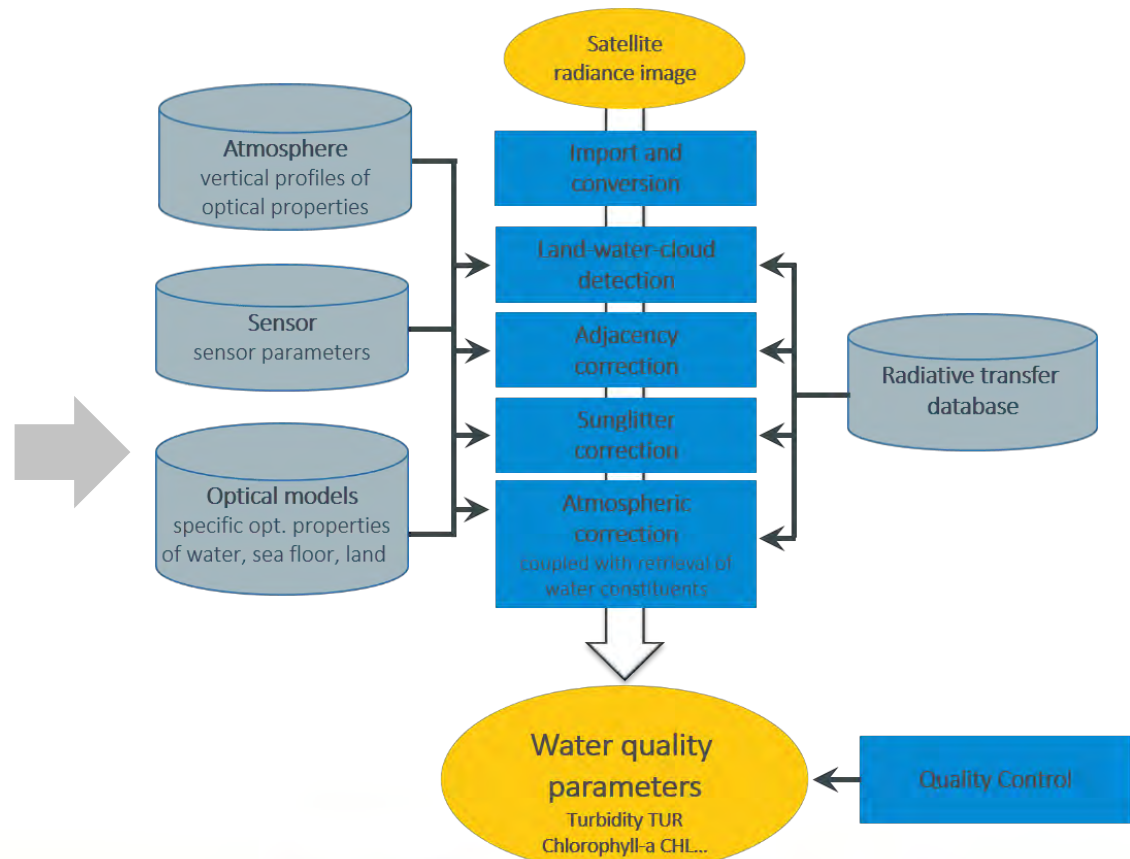 Satellite
radiance image
Atmosphere
vertical profiles of
optical properties
Import and
conversion
Land-water-cloud
detection
Sensor
sensor parameters
Adjacency
correction
Radiative transfer
database
Sunglitter
correction
Optical models
specific opt. properties
of water, sea floor, land
Atmospheric
correction
coupled with retrieval of
water constituents
Water quality
parameters
Turbidity TUR
Chlorophyll-a CHL...
Quality Control